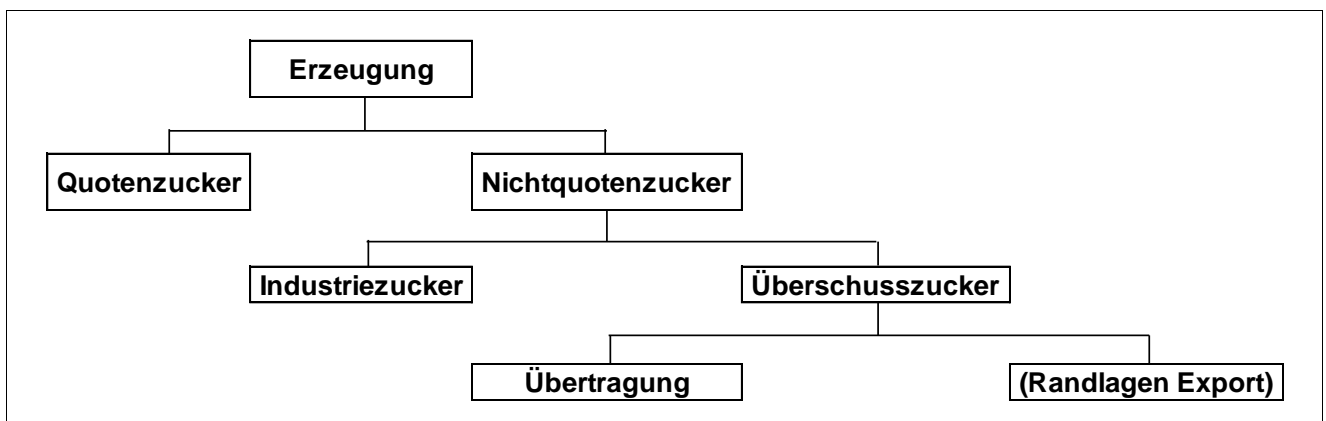 Erzeugung
Quotenzucker
Nichtquotenzucker
Industriezucker
Überschusszucker
Übertragung
(Randlagen Export)